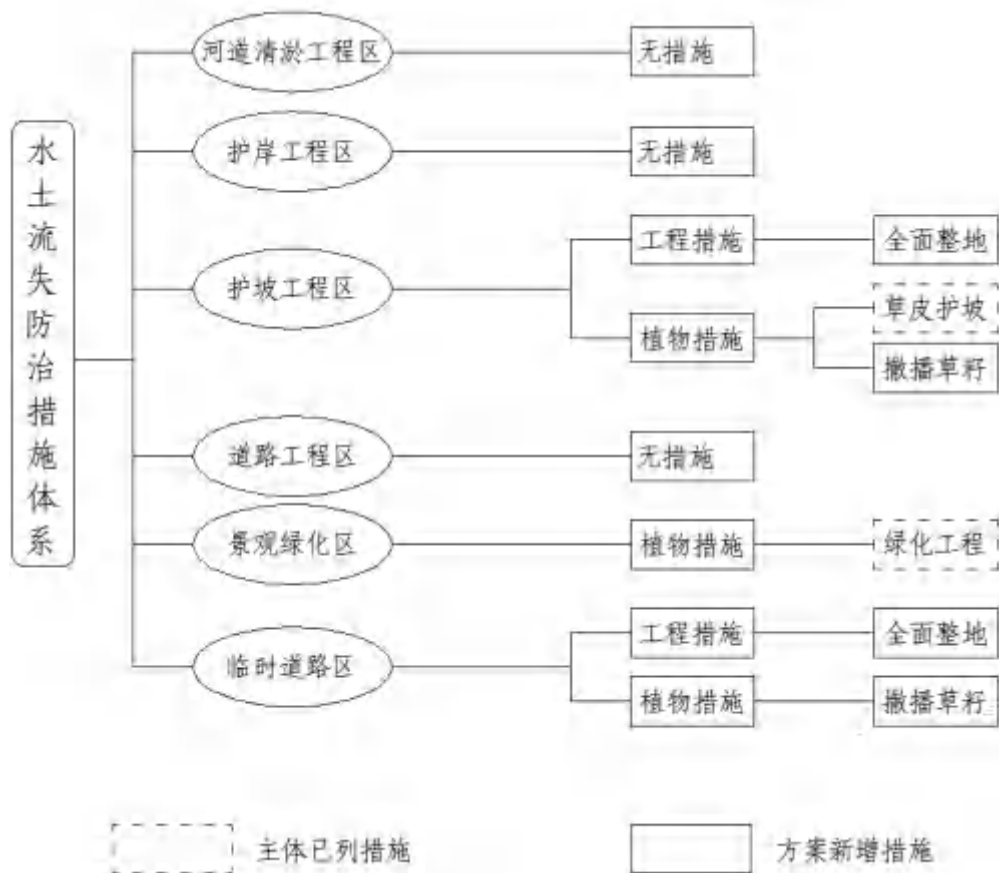 水土流失防治措施体系
河道清淤工程区
无措施
护岸工程区
无措施
护坡工程区
工程措施
全面整地
植物措施
草皮护坡
撒播草籽
道路工程区
无措施
景观绿化区
植物措施
绿化工程
临时道路区
工程措施
全面整地
植物措施
撒播草籽
主体已列措施
方案新增措施